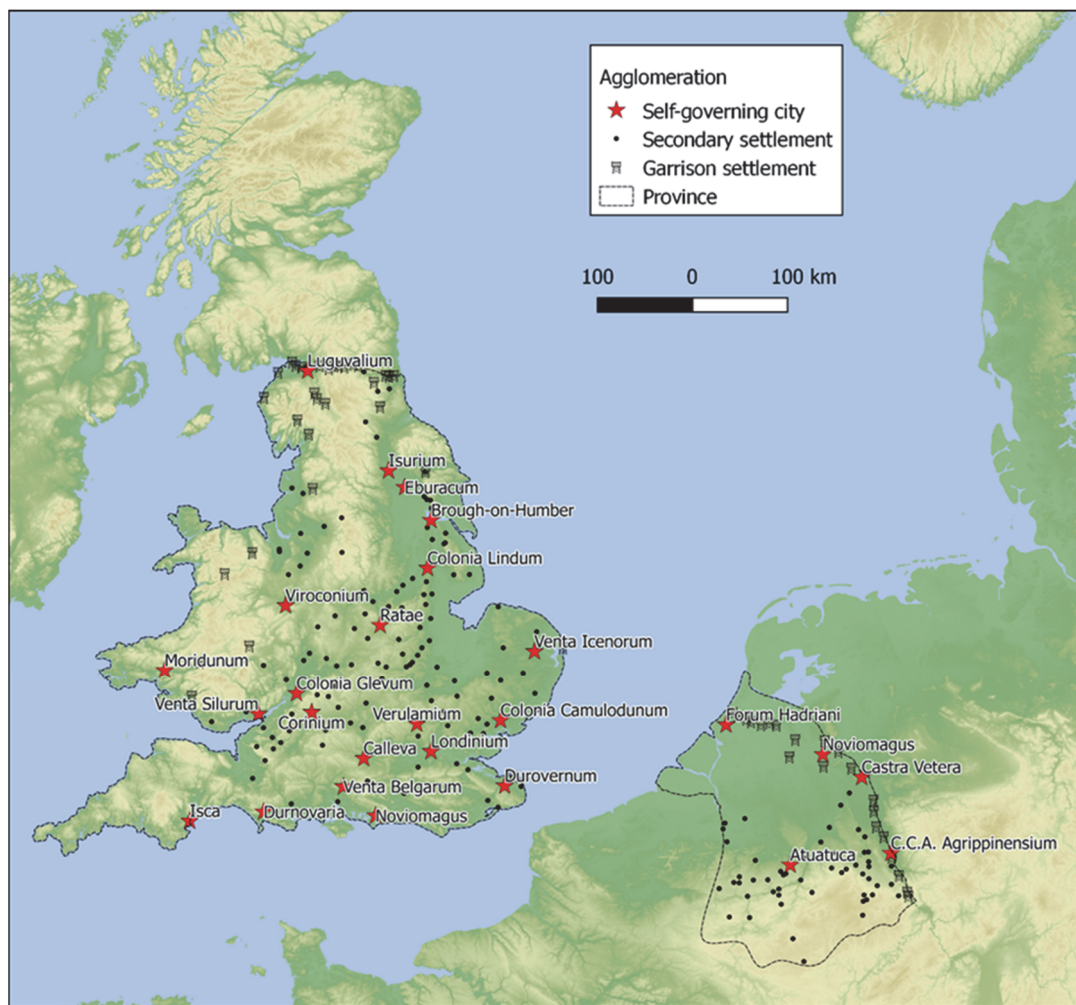 Agglomeration
Self-governing city
Secondary settlement
Garrison settlement
Province
100 0 100 km
Luguvalium
Isurium
Eburacum
Brough-on-Humber
Colonia Lindum
Viroconium
Ratae
Venta Icenorum
Moridunum
Colonia Glevum
Venta Silurum
Corinium
Verulamium
Colonia Camulodunum
Calleva
Londinium
Durovernum
Venta Belgarum
Isca
Durnovaria
Noviomagus
Forum Hadriani
Noviomagus
Castra Vetera
Atuatuca
C.C.A. Agrippinensium